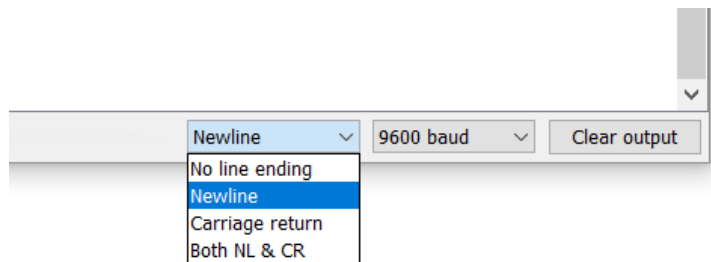 Newline 9600 baud Clear output
No line ending
Newline
Carriage return
Both NL & CR